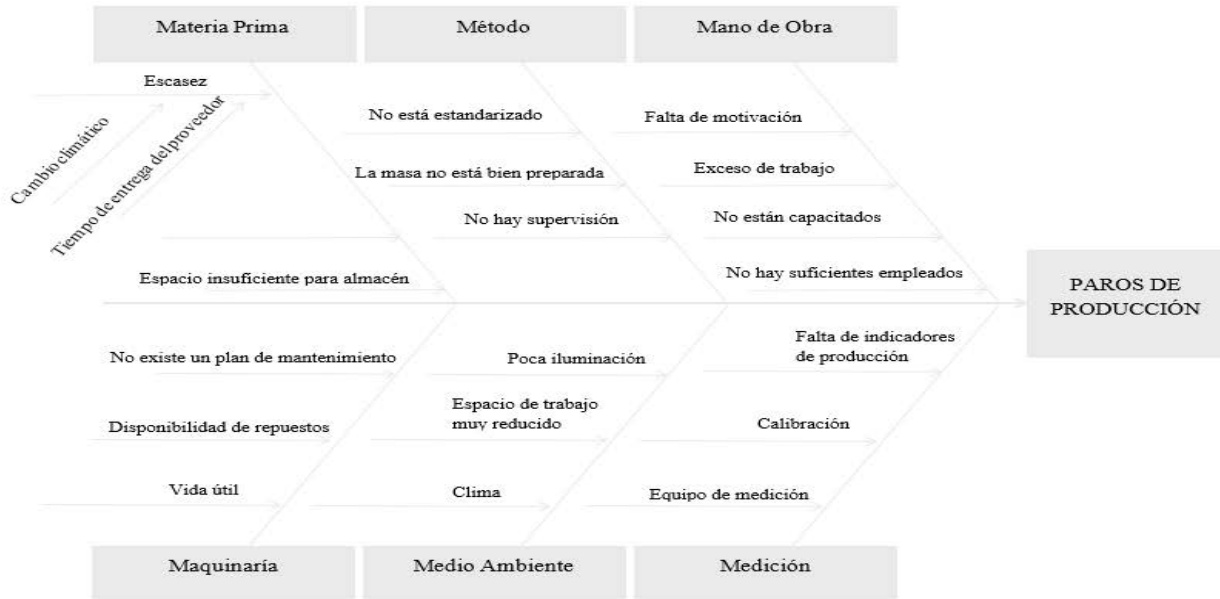 Materia Prima
Método
Mano de Obra
Escasez
Cambio climático
Tiempo de entrega del proveedor
Espacio insuficiente para almacén
No está estandarizado
La masa no está bien preparada
No hay supervisión
Falta de motivación
Exceso de trabajo
No están capacitados
No hay suficientes empleados
PAROS DE
PRODUCCIÓN
No existe un plan de mantenimiento
Disponibilidad de repuestos
Vida útil
Poca iluminación
Espacio de trabajo
muy reducido
Clima
Falta de indicadores
de producción
Calibración
Equipo de medición
Maquinaría
Medio Ambiente
Medición